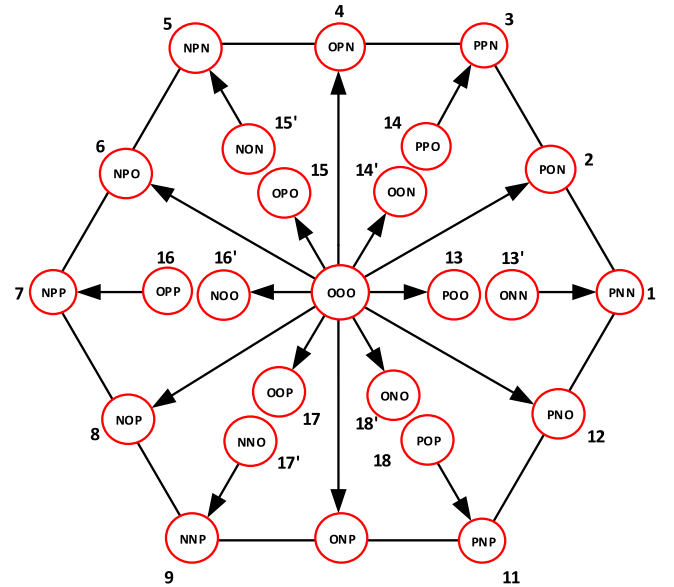 4
5
3
NPN
OPN
PPN
15'
14
NON
PPO
6
2
NPO
15
14'
PON
OPO
OON
16
16'
13
13'
7
NPP
OPP
NOO
OOO
POO
ONN
PNN
1
OOP
ONO
17
18'
NOP
PNO
8
12
NNO
POP
17'
18
NNP
ONP
PNP
9
11